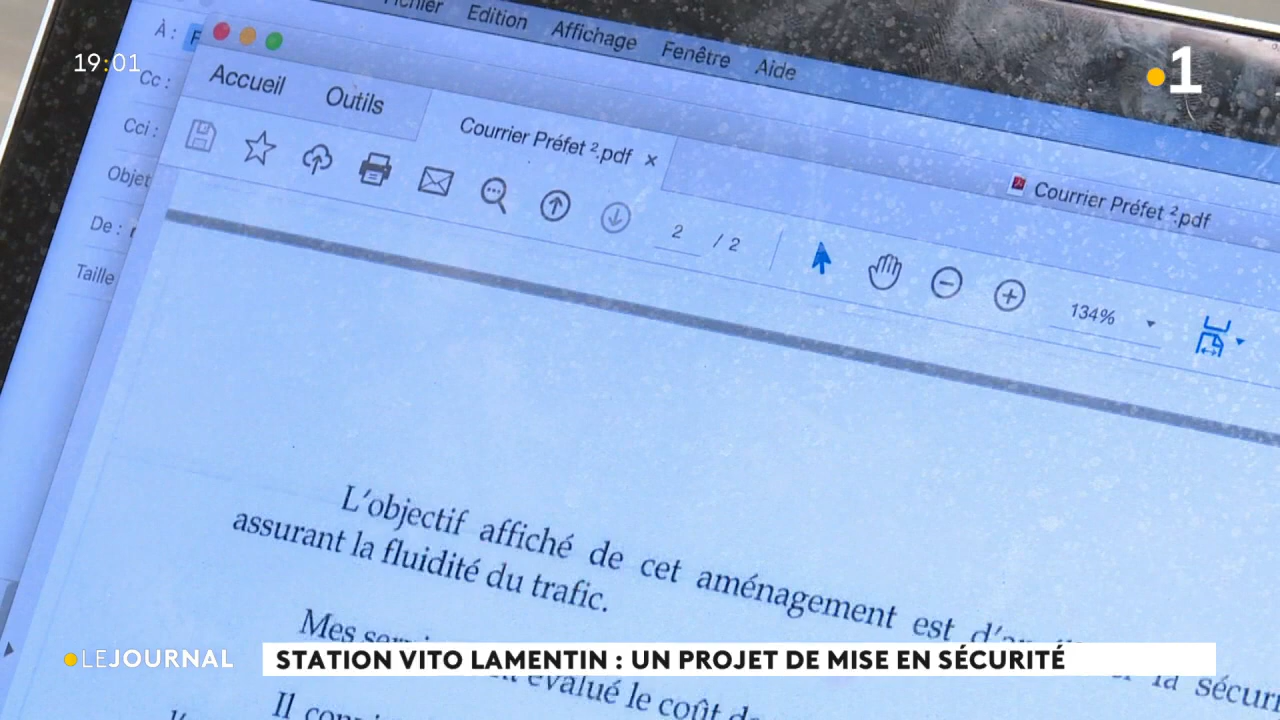 Fichier Edition Affichage Fenêtre Aide
19:01
1
À :
Cc :
Cci :
Objet
De :
Taille
Accueil Outils
Courrier Préfet ².pdf ×
Courrier Préfet ².pdf
2 / 2
134%
L'objectif affiché de cet aménagement est
assurant la fluidité du trafic.
la
Mes
évalué le coût
Il
LEJOURNAL
STATION VITO LAMENTIN : UN PROJET DE MISE EN SÉCURITÉ